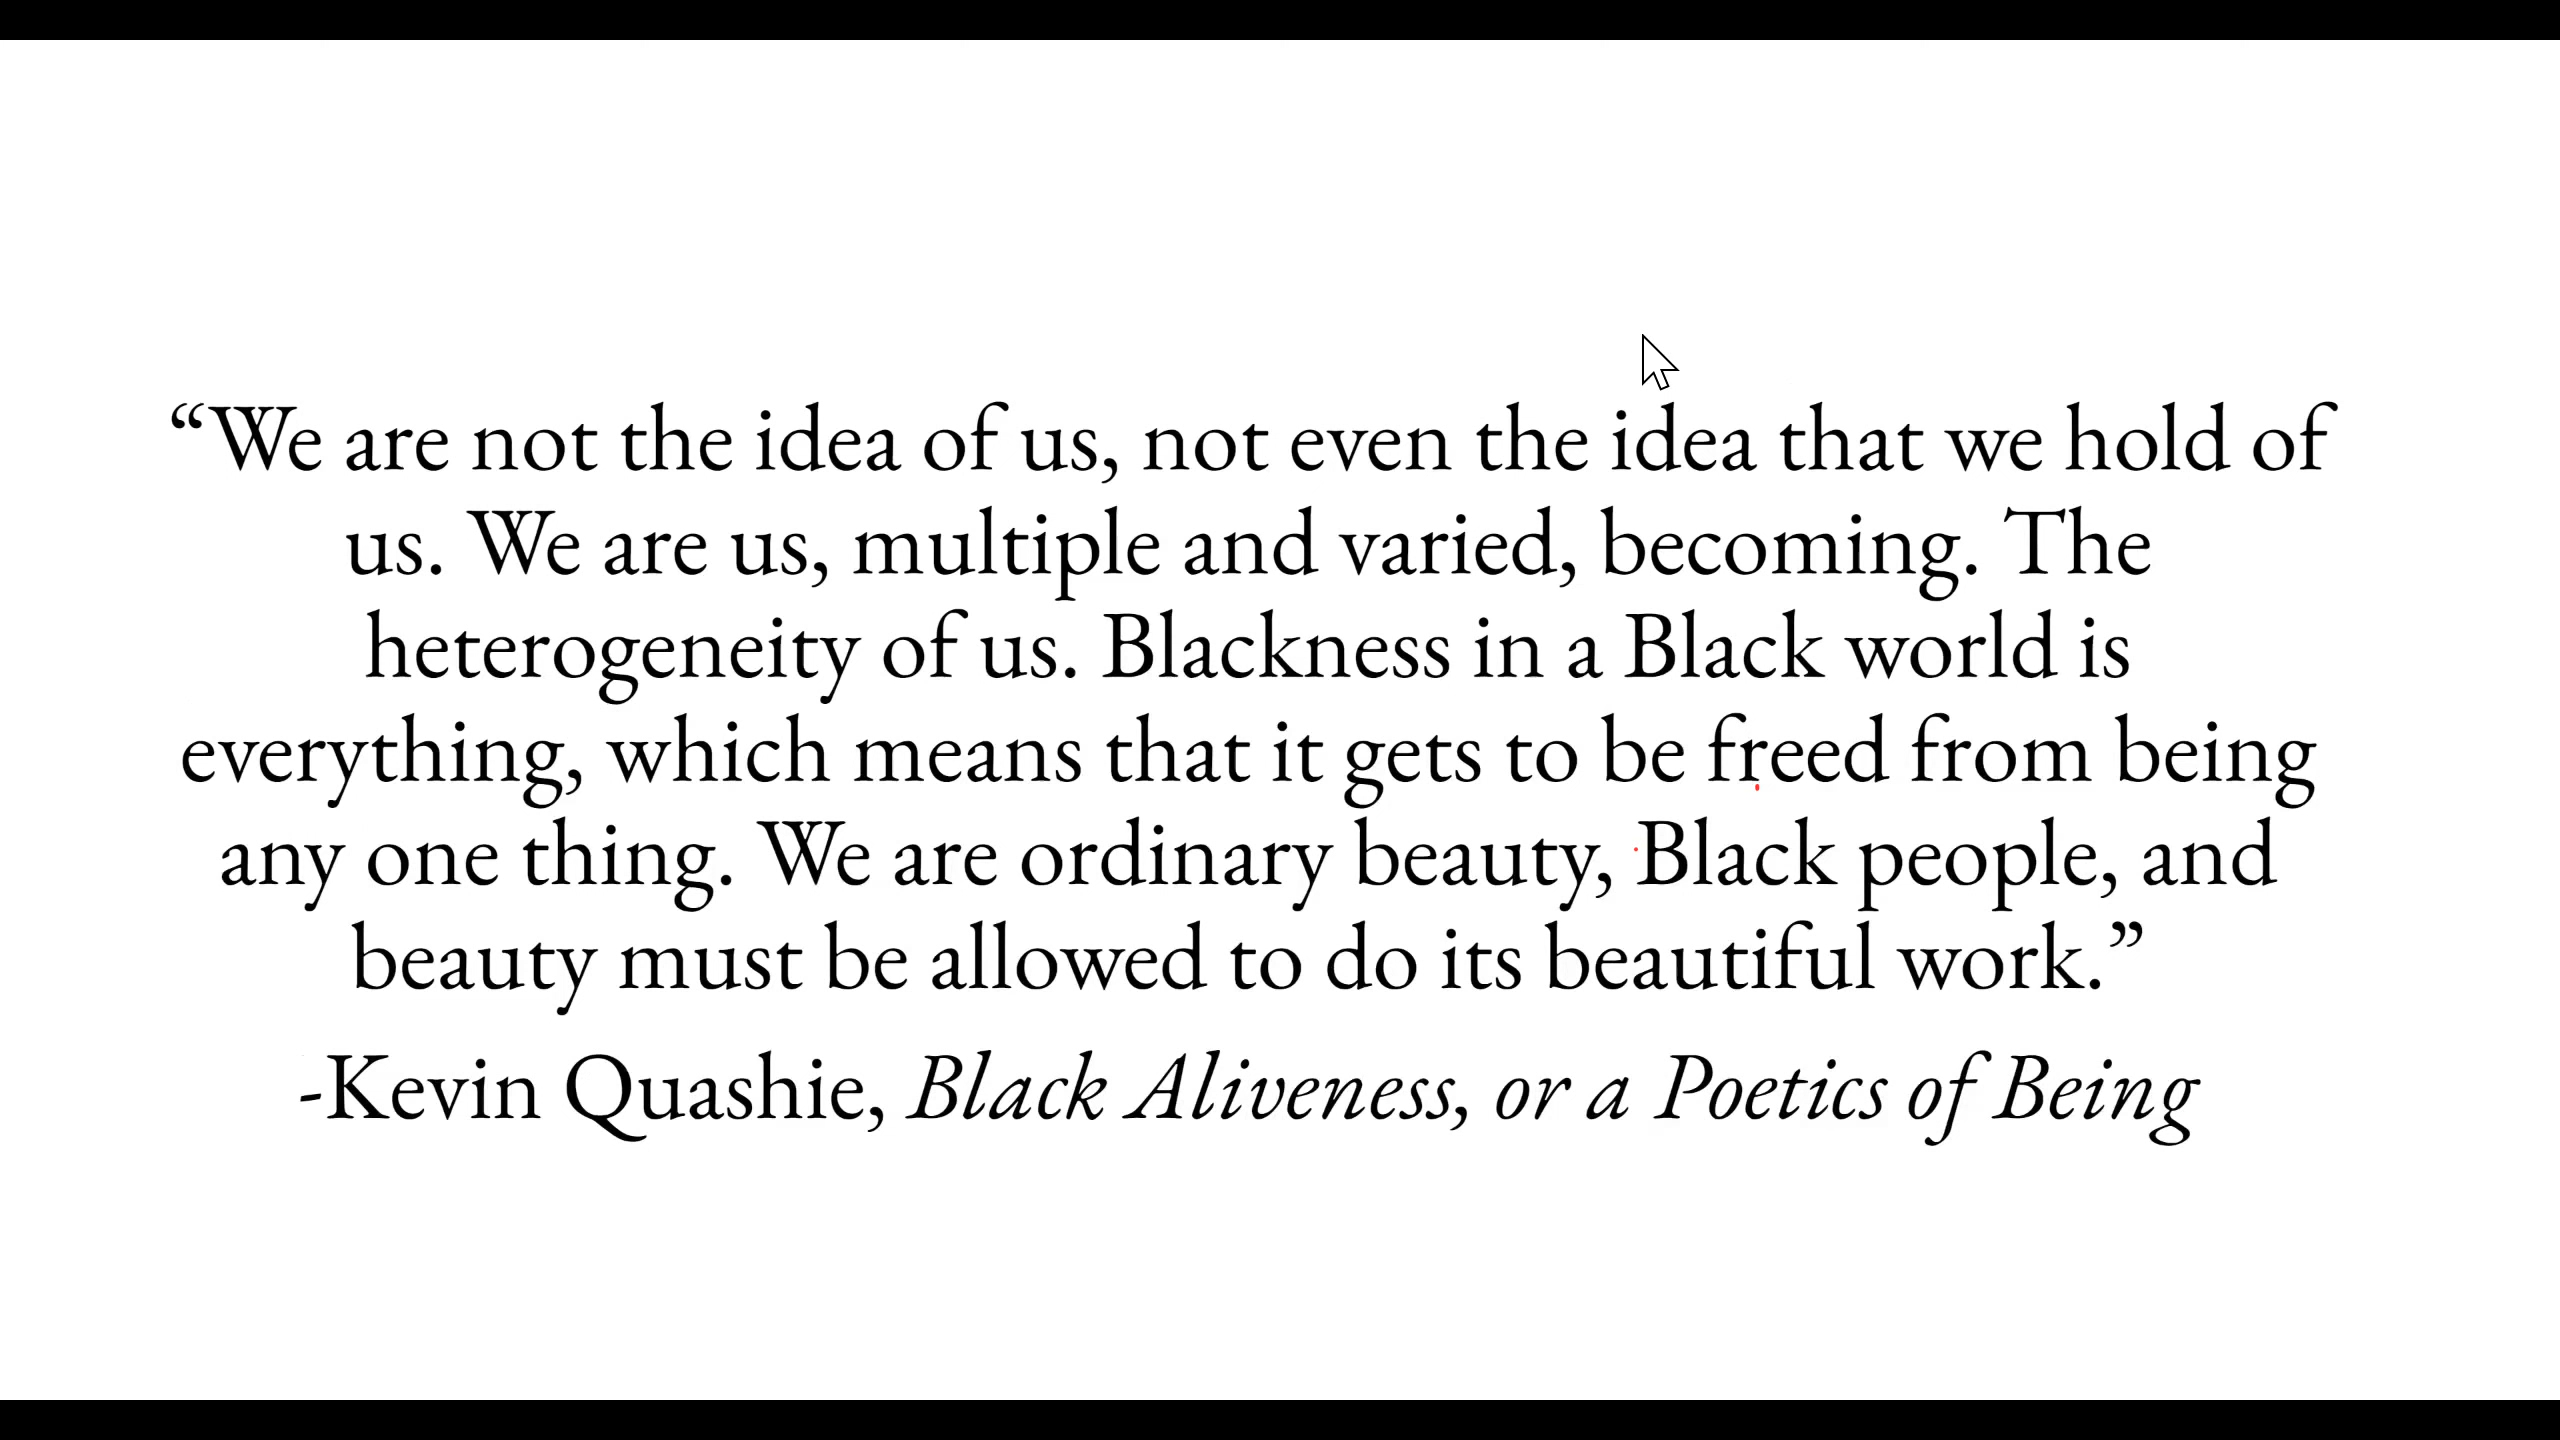 “We are not the idea of us, not even the idea that we hold of
us. We are us, multiple and varied, becoming. The
heterogeneity of us. Blackness in a Black world is
everything, which means that it gets to be freed from being
any one thing. We are ordinary beauty, Black people, and
beauty must be allowed to do its beautiful work.”
-Kevin Quashie, Black Aliveness, or a Poetics of Being